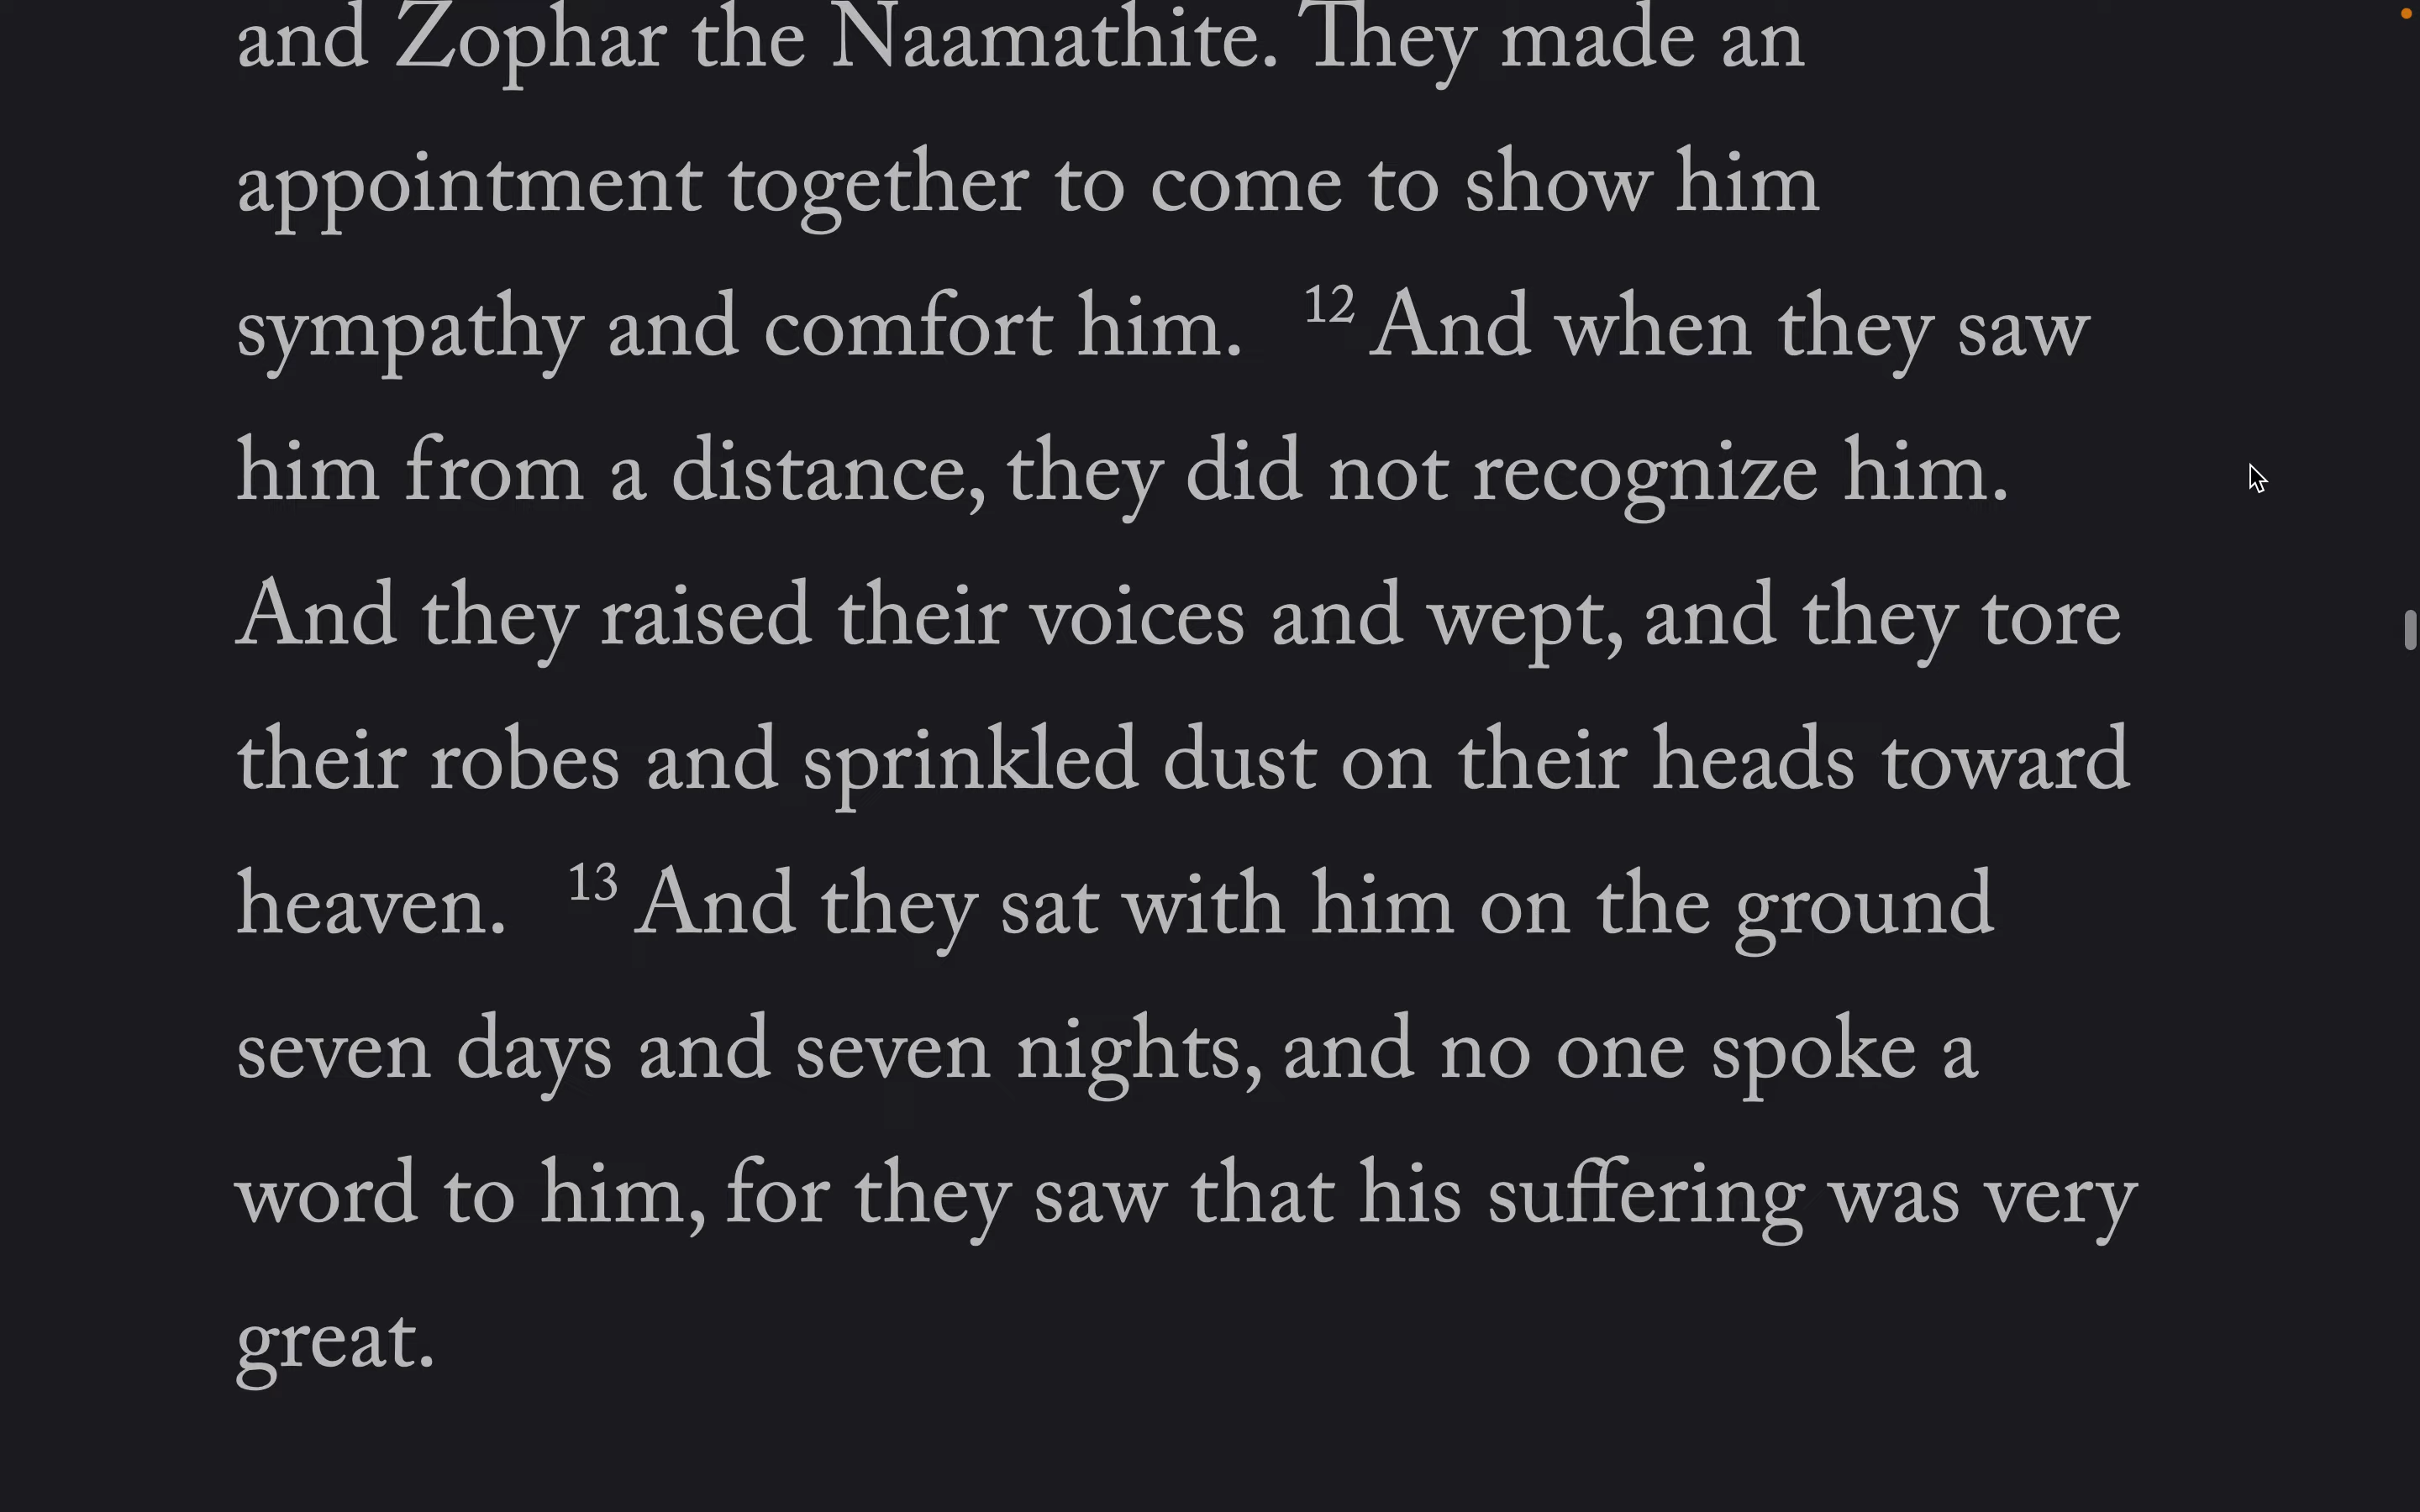 and Zophar the Naamathite. They made an
appointment together to come to show him
sympathy and comfort him. 12 And when they saw
him from a distance, they did not recognize him.
And they raised their voices and wept, and they tore
their robes and sprinkled dust on their heads toward
heaven. 13 And they sat with him on the ground
seven days and seven nights, and no one spoke a
word to him, for they saw that his suffering was very
great.